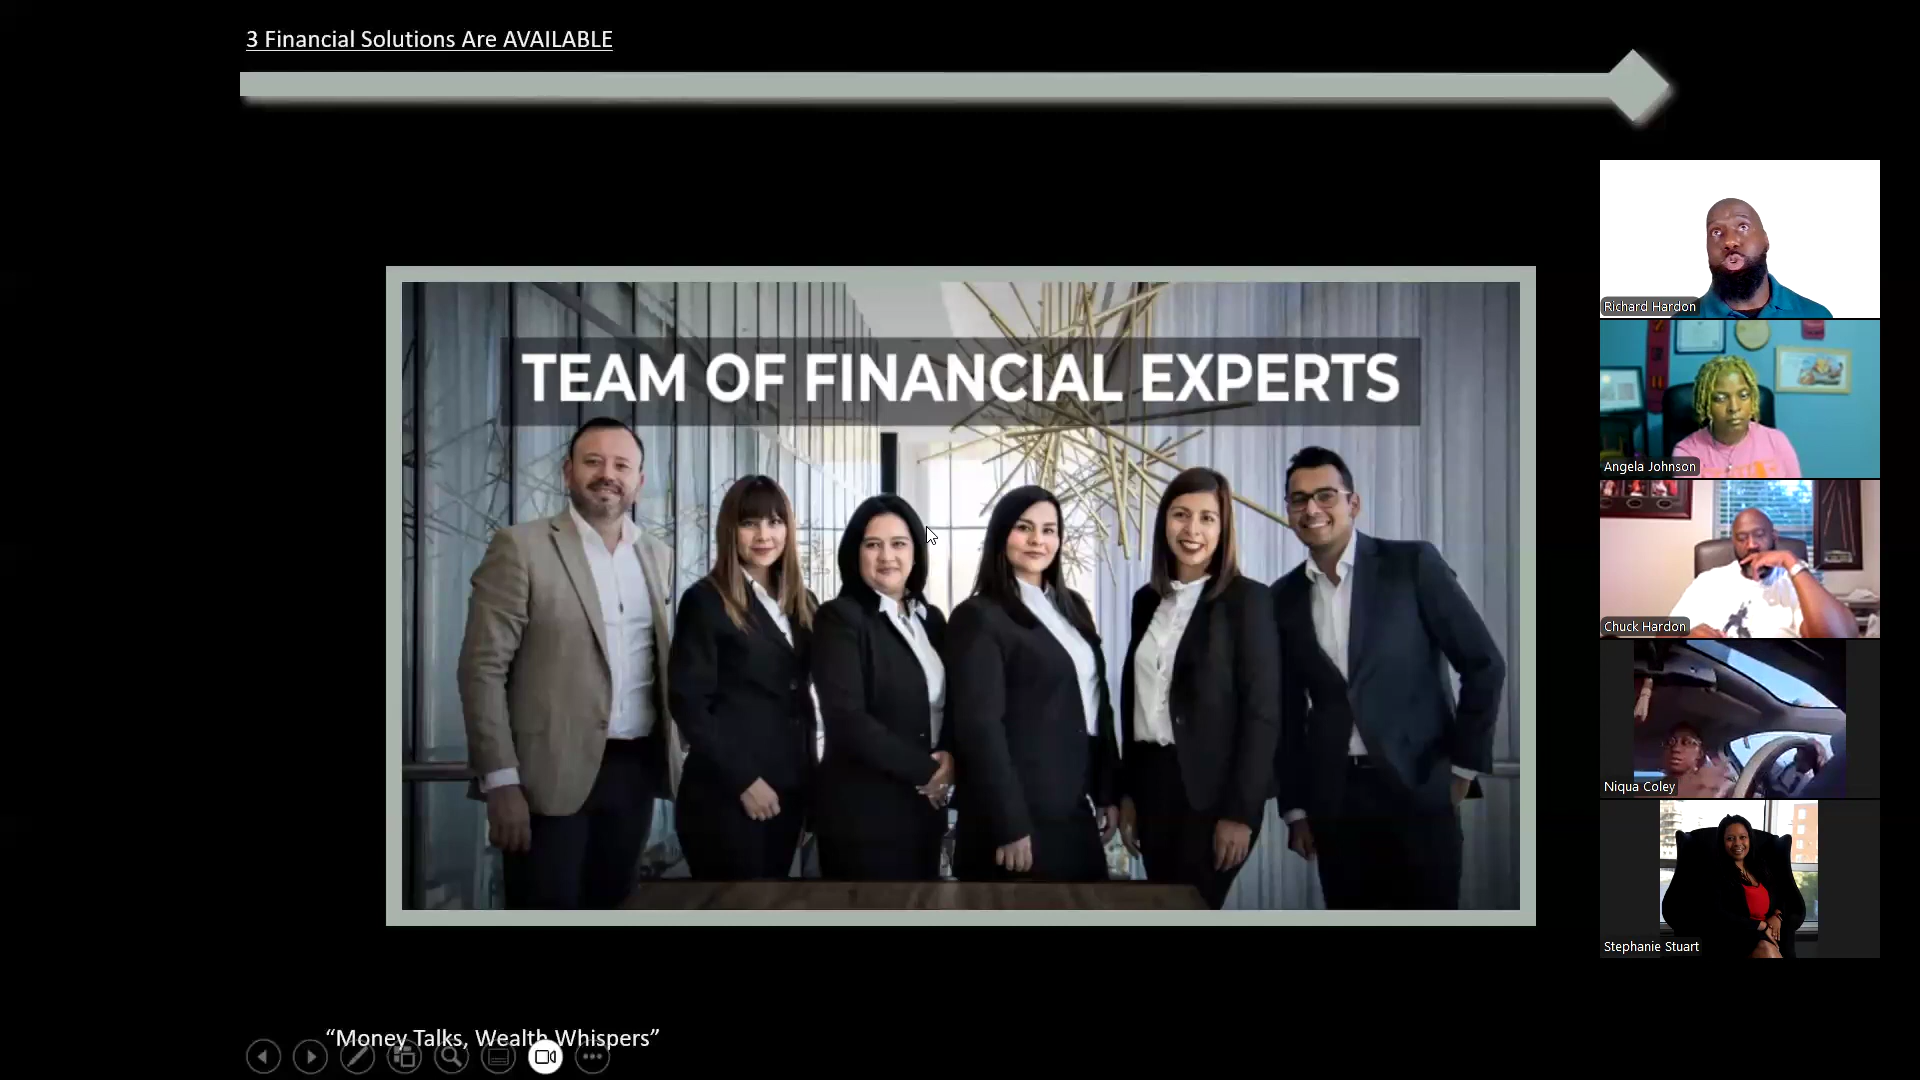 3 Financial Solutions Are AVAILABLE
TEAM OF FINANCIAL EXPERTS
Richard Hardon
Angela Johnson
Chuck Hardon
Niqua Coley
Stephanie Stuart
“Money Talks, Wealth Whispers”